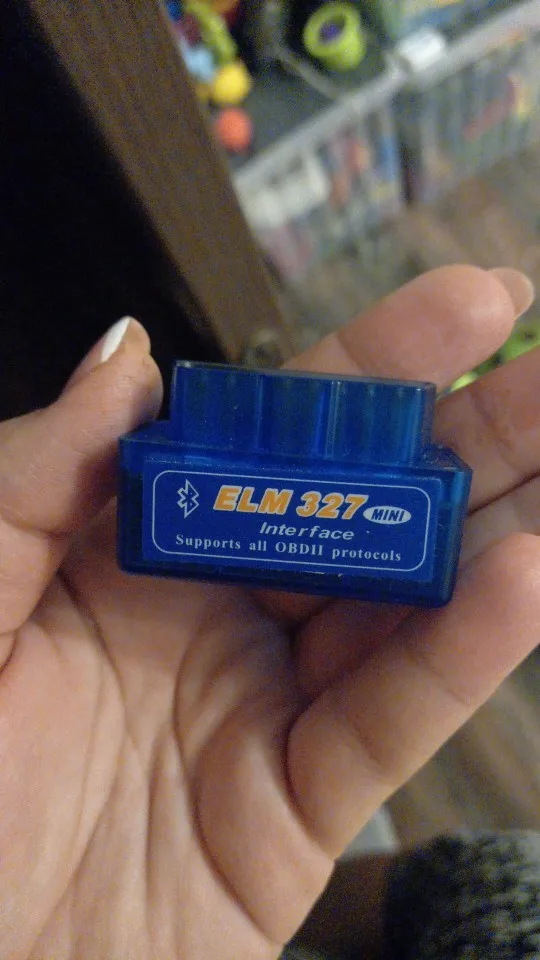 ELM 327 MINI
Interface
Supports all OBDII protocols